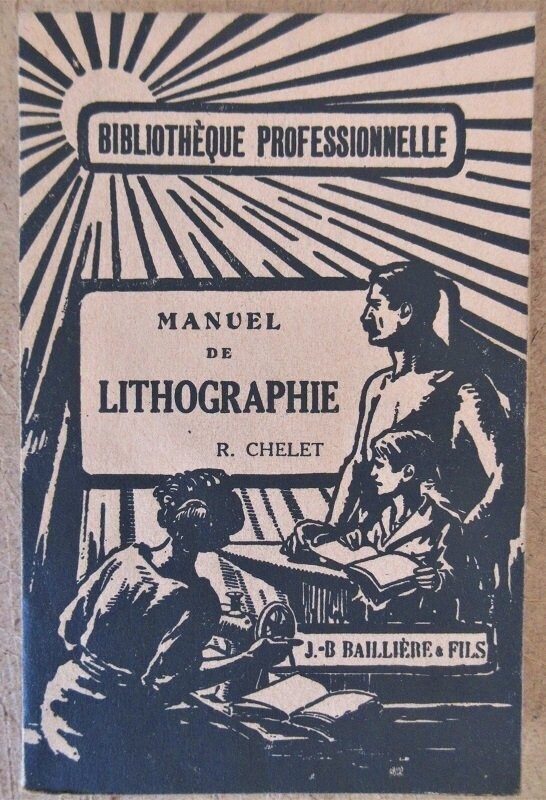 BIBLIOTHÈQUE PROFESSIONNELLE
MANUEL
DE
LITHOGRAPHIE
R. CHELET
J.-B BAILLIÈRE & FILS